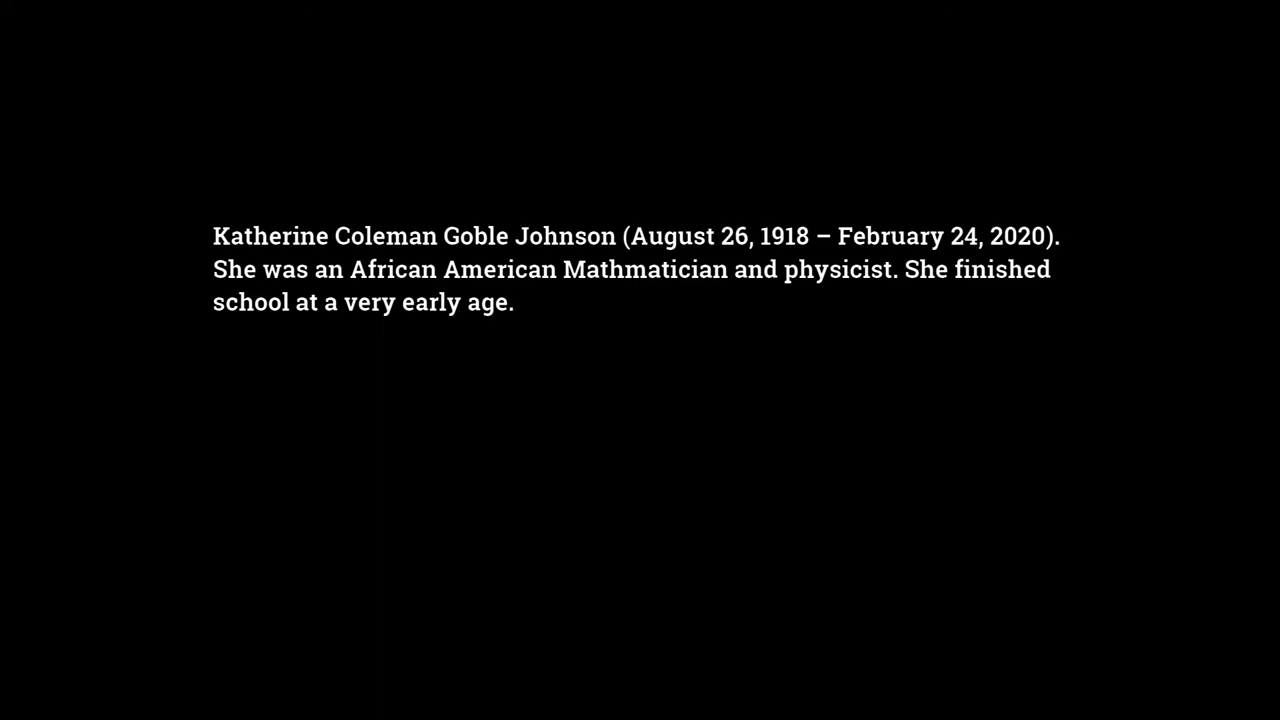 Katherine Coleman Goble Johnson (August 26, 1918 – February 24, 2020).
She was an African American Mathmatician and physicist. She finished
school at a very early age.